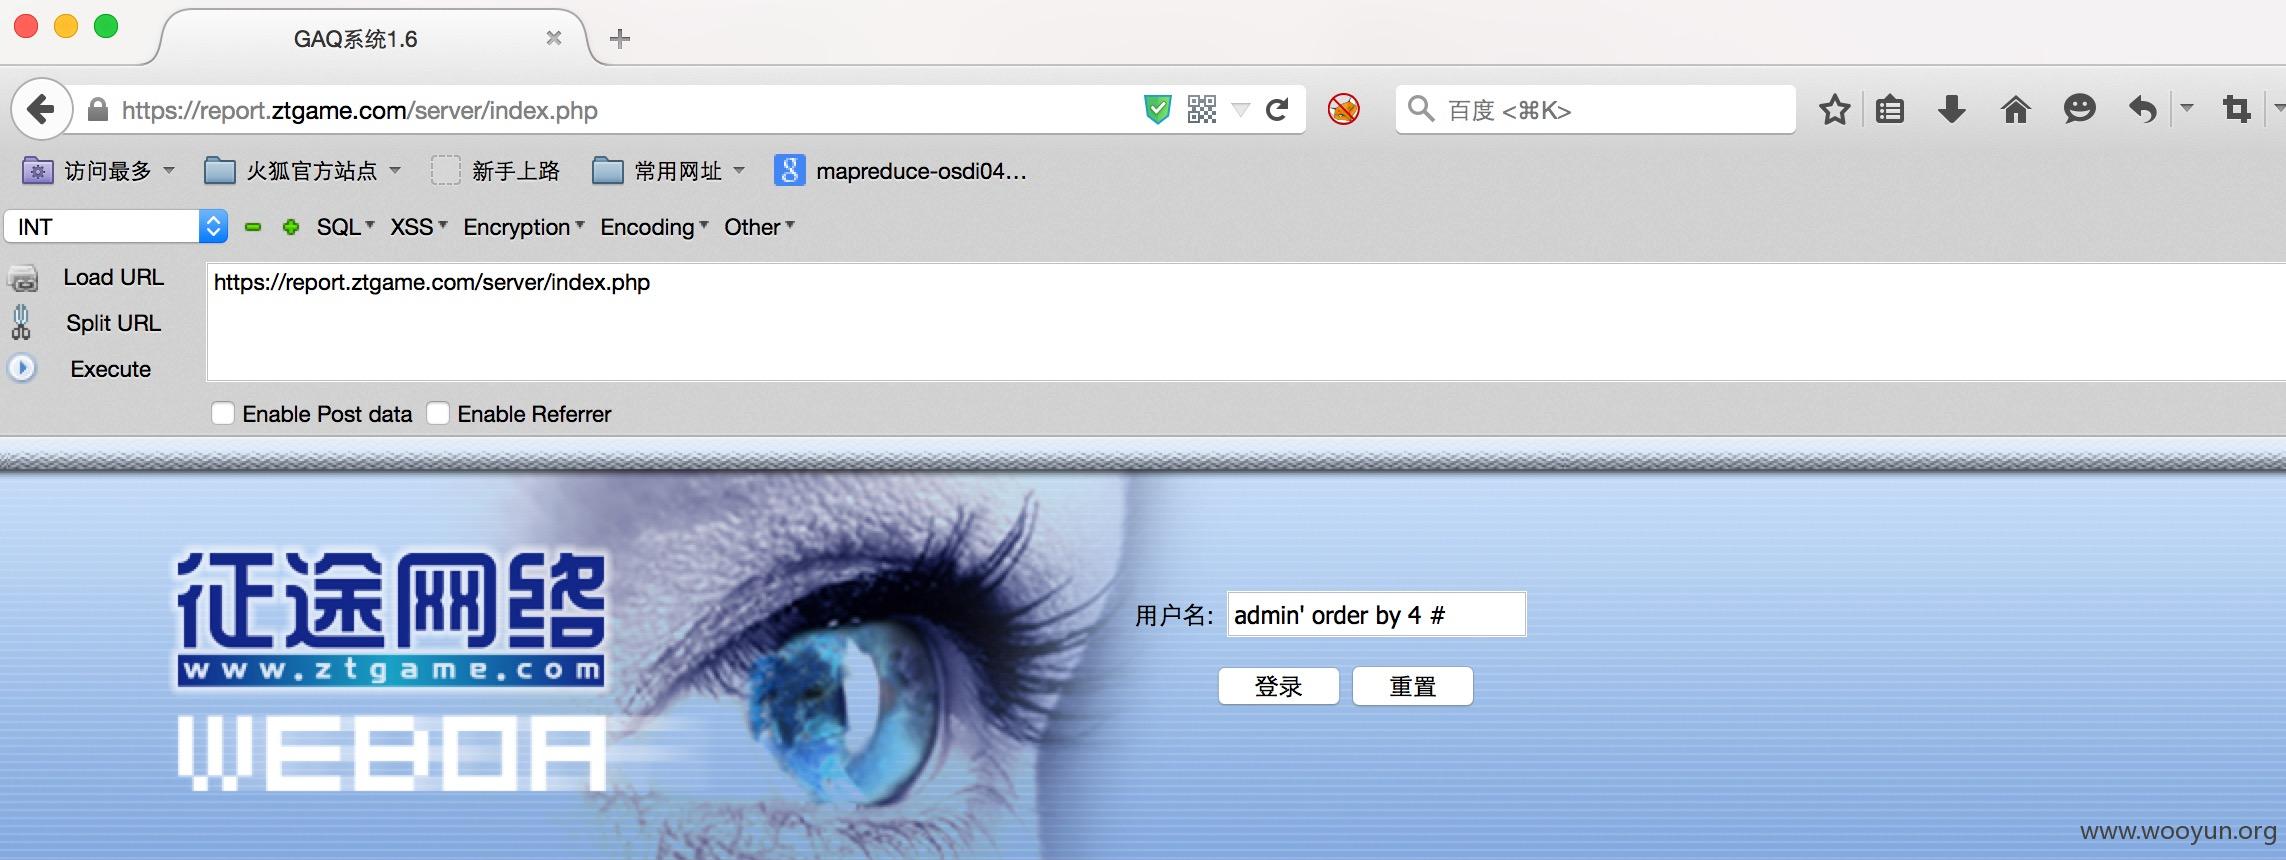 GAQ系统1.6
https://report.ztgame.com/server/index.php
百度 <⌘K>
访问最多 火狐官方站点 新手上路 常用网址 mapreduce-osdi04...
INT SQL XSS Encryption Encoding Other
Load URL https://report.ztgame.com/server/index.php
Split URL
Execute
Enable Post data Enable Referrer
征途网络
www.ztgame.com
WEBOA
用户名: admin' order by 4 #
登录 重置
www.wooyun.org